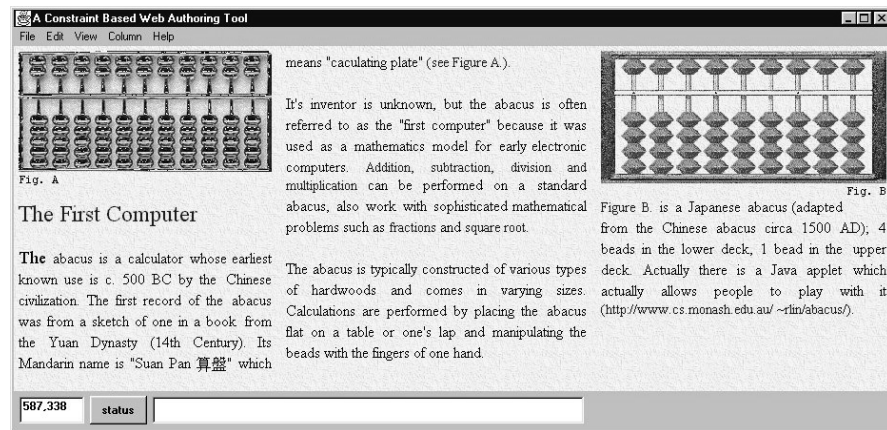 A Constraint Based Web Authoring Tool
File Edit View Column Help
Fig. A
The First Computer
The abacus is a calculator whose earliest
known use is c. 500 BC by the Chinese
civilization. The first record of the abacus
was from a sketch of one in a book from
the Yuan Dynasty (14th Century). Its
Mandarin name is "Suan Pan 算盤" which
means "caculating plate" (see Figure A.).
It's inventor is unknown, but the abacus is often
referred to as the "first computer" because it was
used as a mathematics model for early electronic
computers. Addition, subtraction, division and
multiplication can be performed on a standard
abacus, also work with sophisticated mathematical
problems such as fractions and square root.
The abacus is typically constructed of various types
of hardwoods and comes in varying sizes.
Calculations are performed by placing the abacus
flat on a table or one's lap and manipulating the
beads with the fingers of one hand.
Fig. B
Figure B. is a Japanese abacus (adapted
from the Chinese abacus circa 1500 AD); 4
beads in the lower deck, 1 bead in the upper
deck. Actually there is a Java applet which
actually allows people to play with it
(http://www.cs.monash.edu.au/ ~rlin/abacus/).
587,338
status